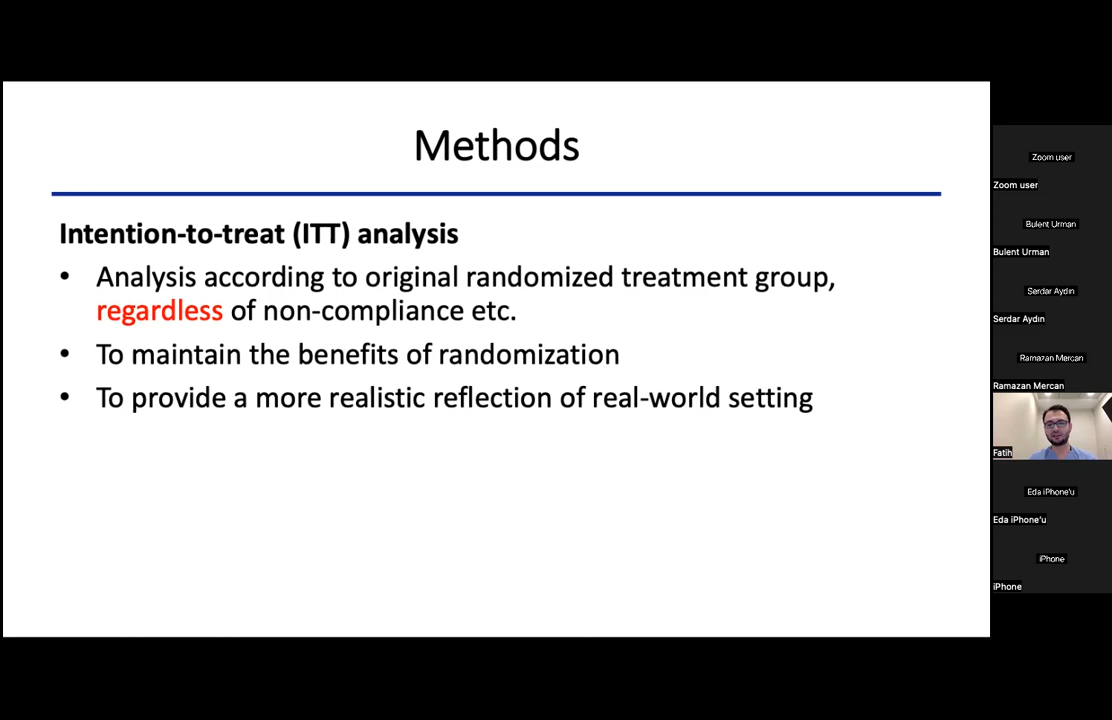 Methods
Intention-to-treat (ITT) analysis
• Analysis according to original randomized treatment group,
regardless of non-compliance etc.
• To maintain the benefits of randomization
• To provide a more realistic reflection of real-world setting
Zoom user
Zoom user
Bulent Urman
Bulent Urman
Serdar Aydın
Serdar Aydın
Ramazan Mercan
Ramazan Mercan
Fatih
Eda iPhone'u
Eda iPhone'u
iPhone
iPhone